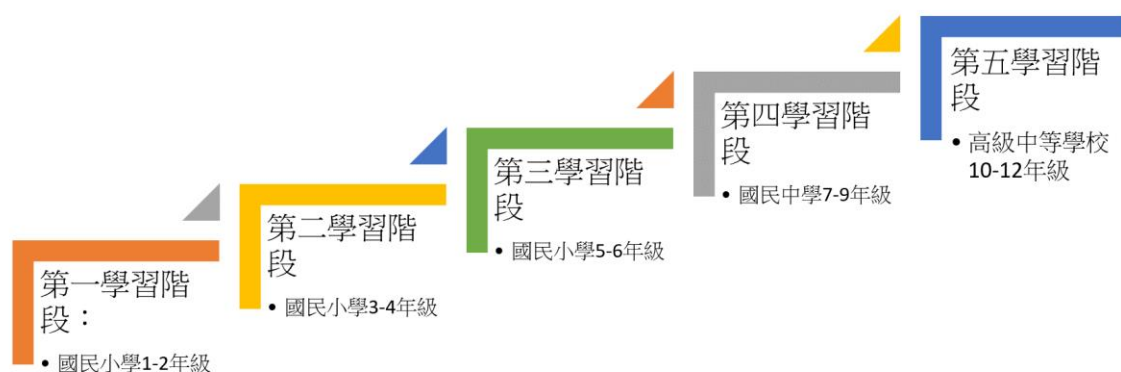 第一學習階
段：
• 國民小學1-2年級
第二學習階
段
• 國民小學3-4年級
第三學習階
段
• 國民小學5-6年級
第四學習階
段
• 國民中學7-9年級
第五學習階
段
• 高級中等學校
10-12年級